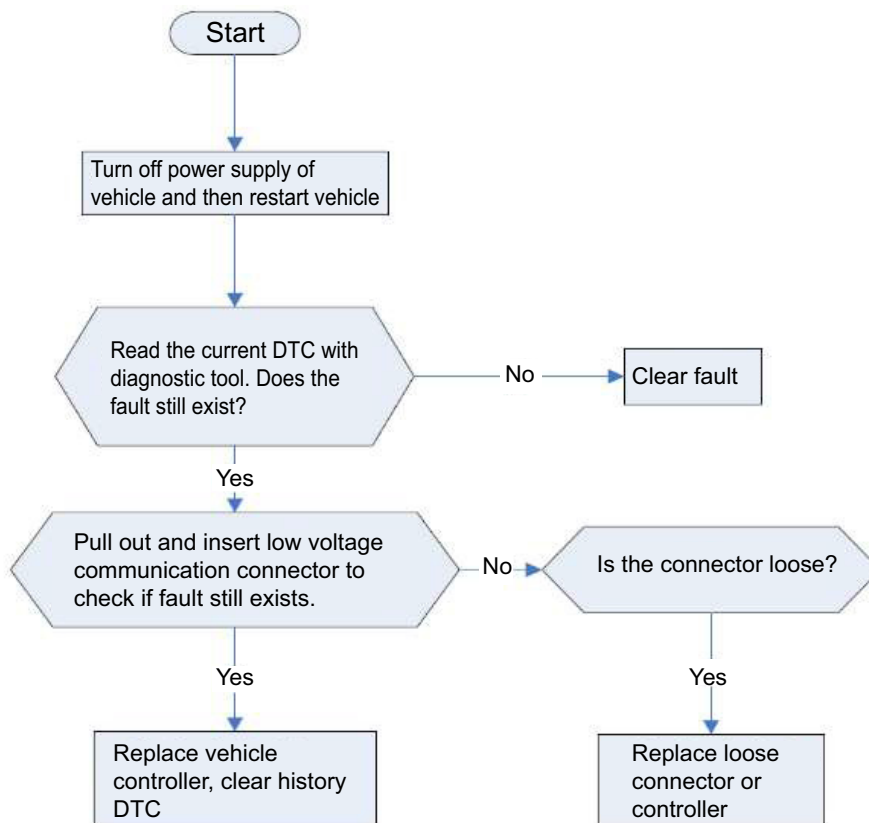 Start
Turn off power supply of
vehicle and then restart vehicle
Read the current DTC with
diagnostic tool. Does the
fault still exist?
No
Clear fault
Yes
Pull out and insert low voltage
communication connector to
check if fault still exists.
No
Is the connector loose?
Yes
Yes
Replace vehicle
controller, clear history
DTC
Replace loose
connector or
controller